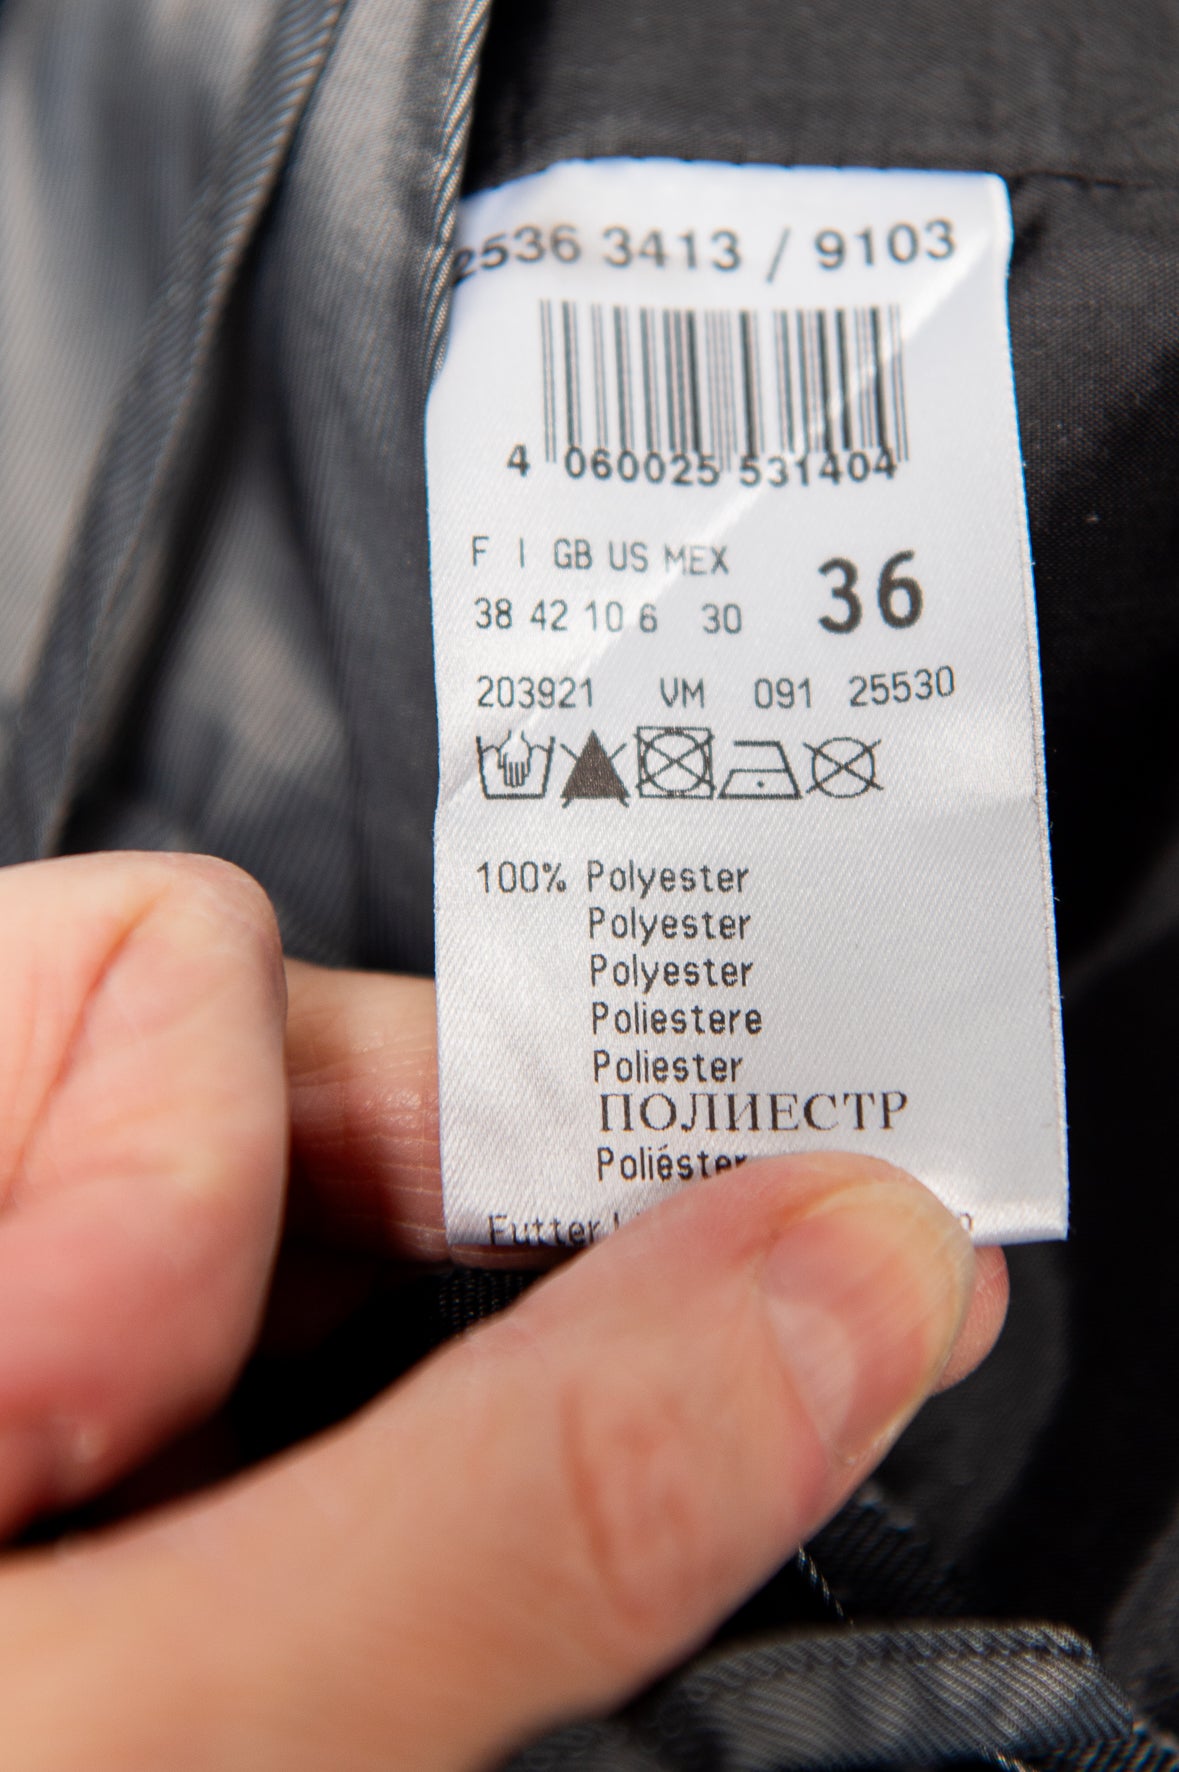 2536 3413 / 9103
4 060025 531404
F I GB US MEX
38 42 10 6 30 36
203921 VM 091 25530
100% Polyester
Polyester
Polyester
Poliestere
Poliester
ПОЛИЕСТР
Poliéster
Futter